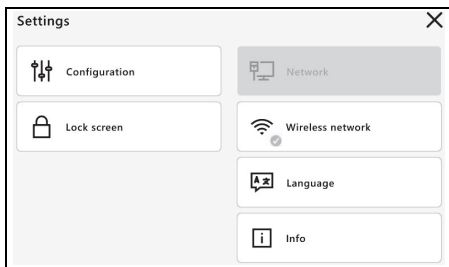 Settings
Configuration
Network
Lock screen
Wireless network
Language
Info